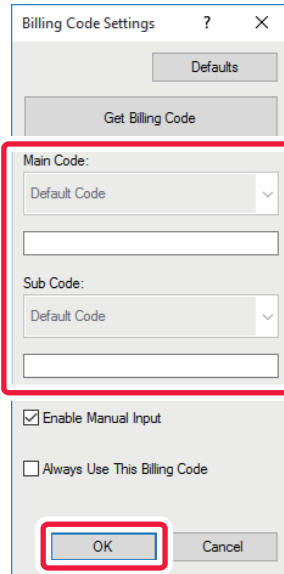 Billing Code Settings ?
Defaults
Get Billing Code
Main Code:
Default Code
Sub Code:
Default Code
Enable Manual Input
Always Use This Billing Code
OK Cancel